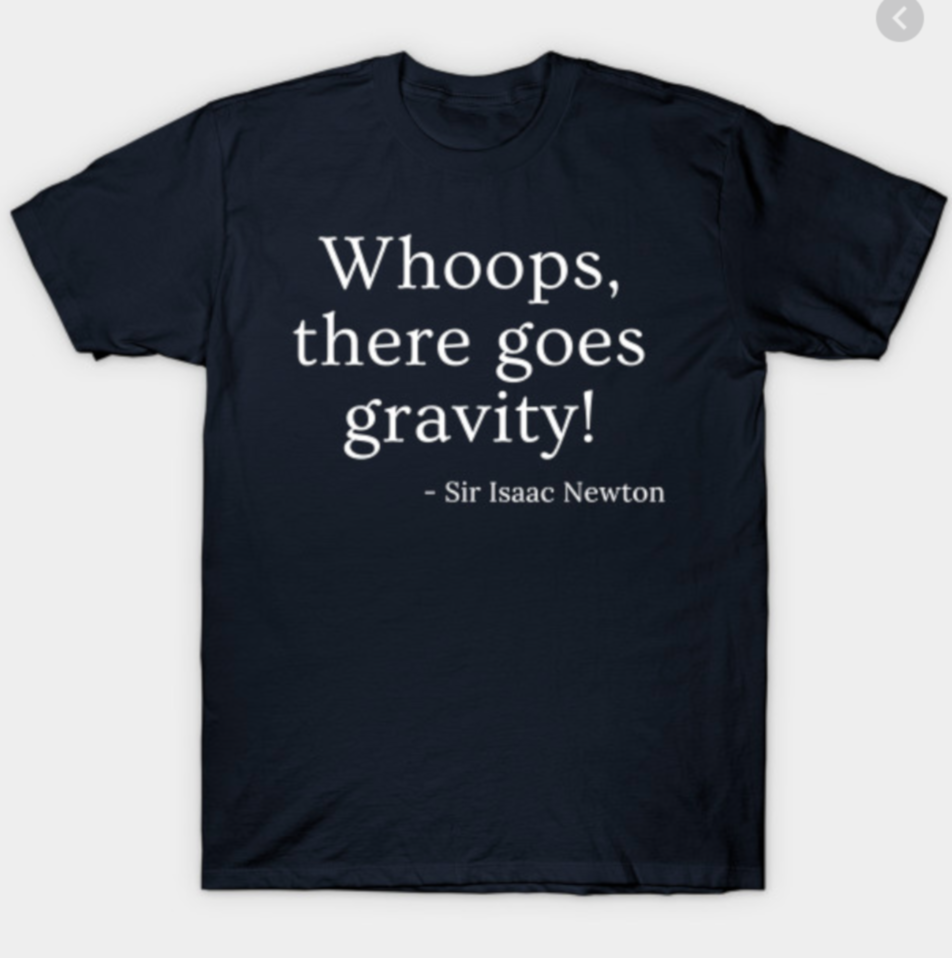 Whoops,
there goes
gravity!
- Sir Isaac Newton